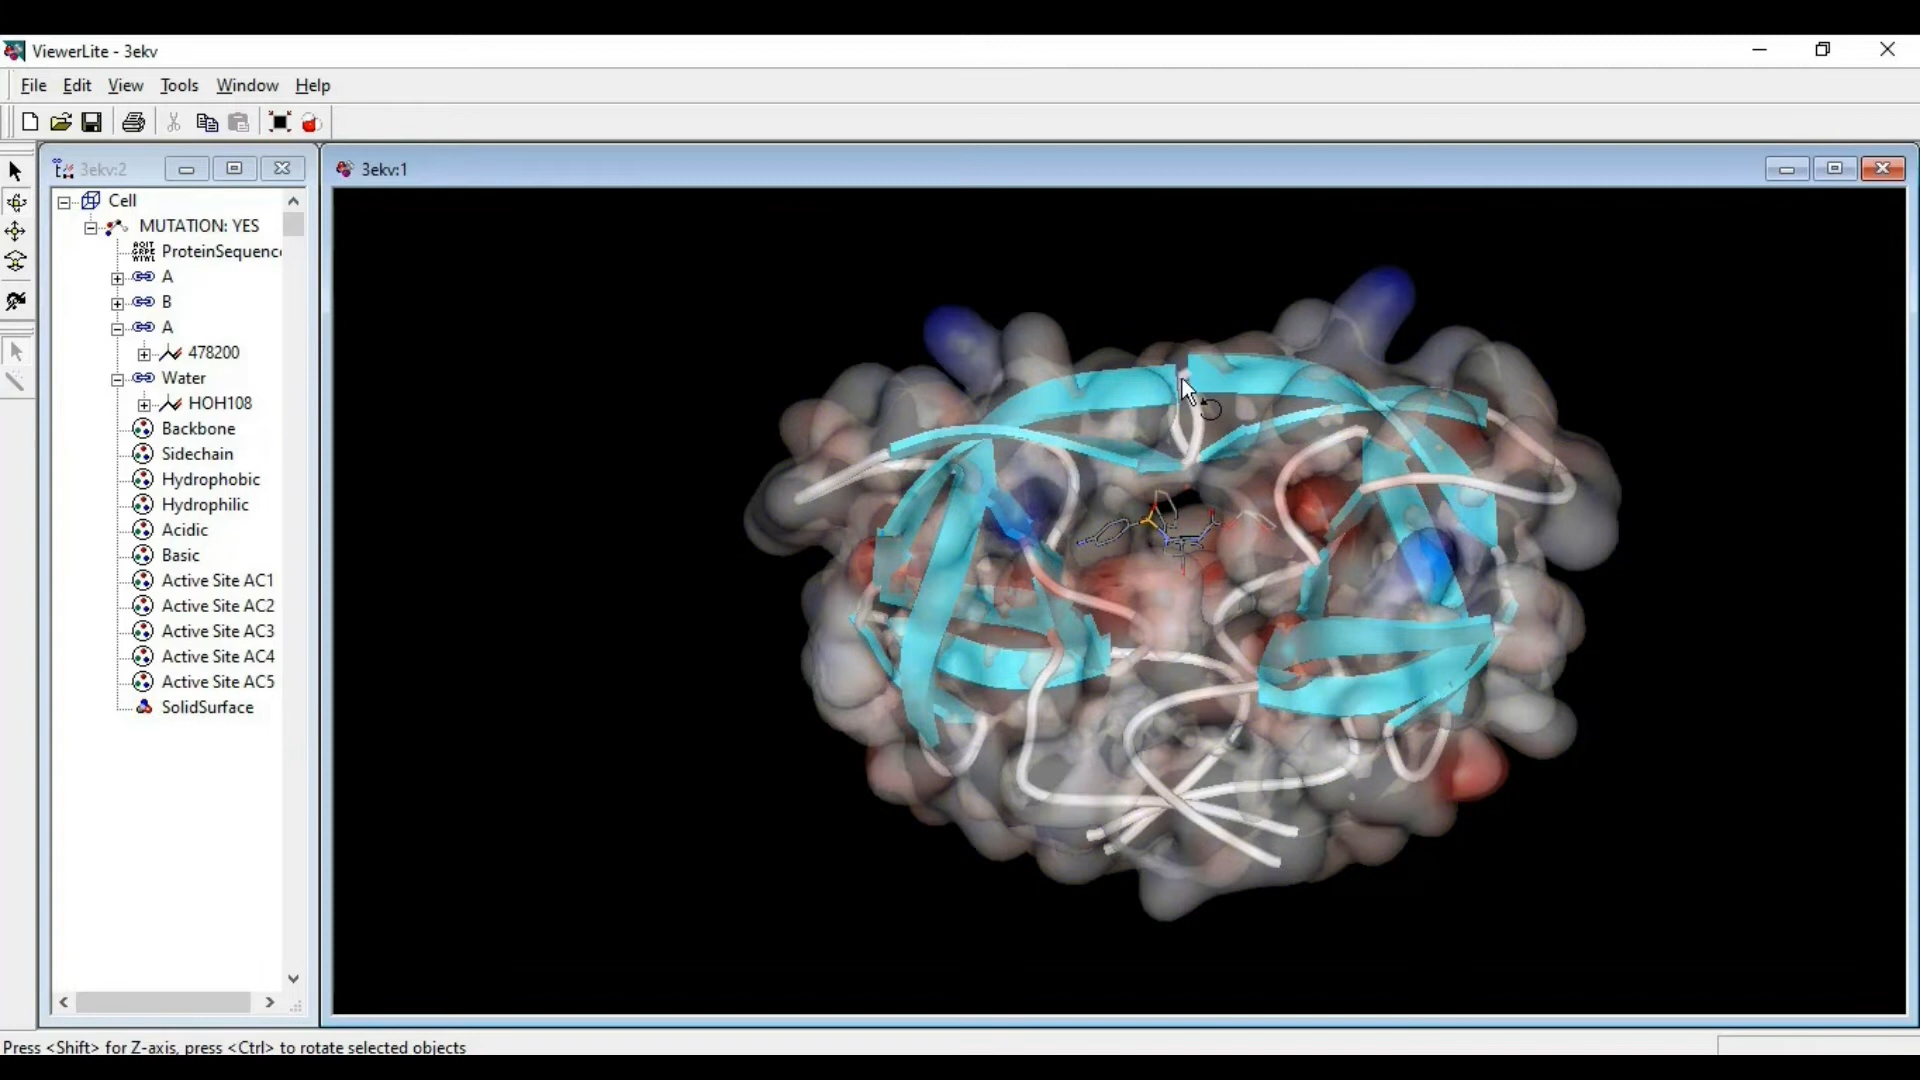 ViewerLite - 3ekv
File Edit View Tools Window Help
3ekv:2
3ekv:1
Cell
MUTATION: YES
ProteinSequenc
A
B
A
478200
Water
HOH108
Backbone
Sidechain
Hydrophobic
Hydrophilic
Acidic
Basic
Active Site AC1
Active Site AC2
Active Site AC3
Active Site AC4
Active Site AC5
SolidSurface
Press <Shift> for Z-axis, press <Ctrl> to rotate selected objects